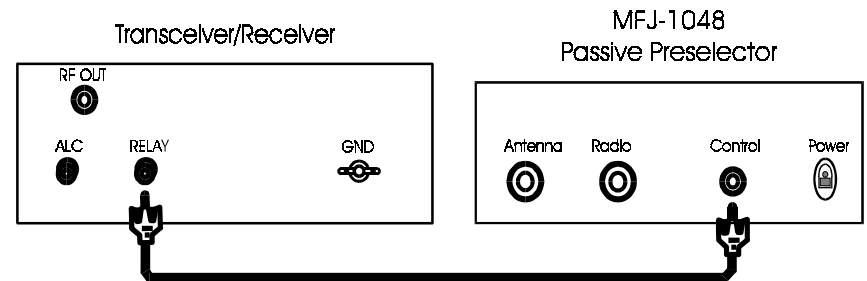 Transceiver/Receiver
MFJ-1048
Passive Preselector
RF OUT
ALC
RELAY
GND
Antenna
Radio
Control
Power